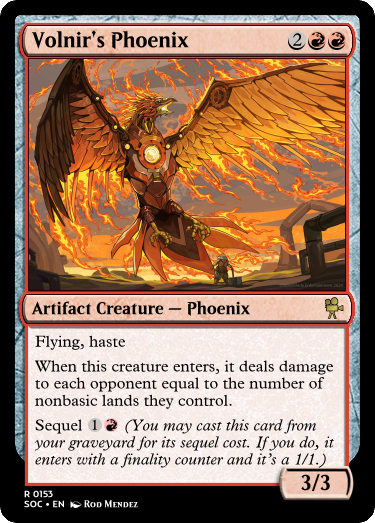 Volnir's Phoenix 2
Artifact Creature — Phoenix
Flying, haste
When this creature enters, it deals damage
to each opponent equal to the number of
nonbasic lands they control.
Sequel 1 (You may cast this card from
your graveyard for its sequel cost. If you do, it
enters with a finality counter and it's a 1/1.)
3/3
R 0153
SOC • EN Rod Mendez